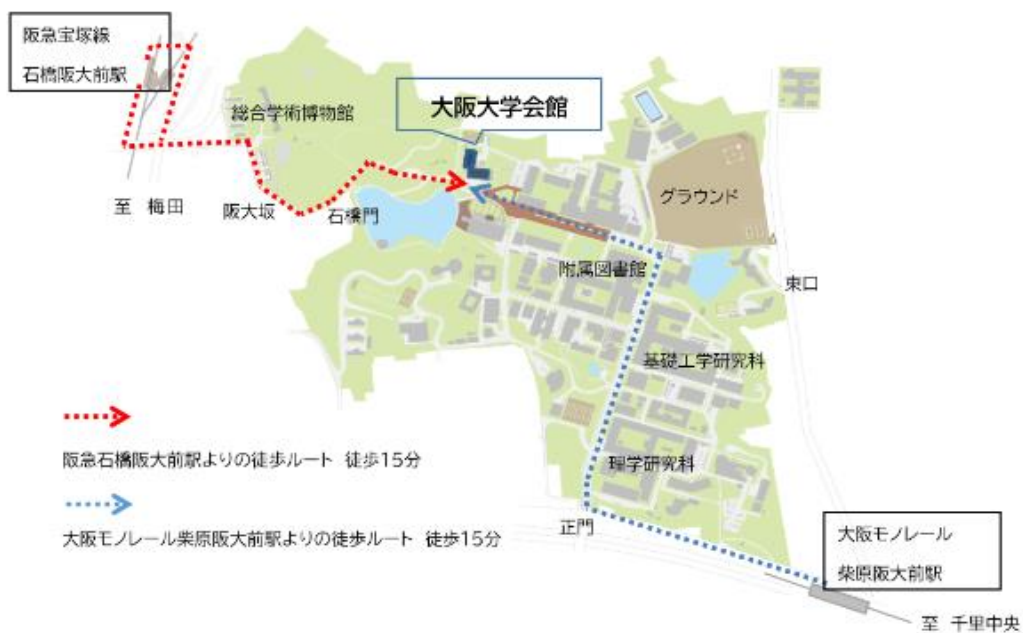 阪急宝塚線
石橋阪大前駅
総合学術博物館
大阪大学会館
グラウンド
至 梅田
阪大坂
石橋門
附属図書館
東口
基礎工学研究科
阪急石橋阪大前駅よりの徒歩ルート 徒歩15分
理学研究科
大阪モノレール柴原阪大前駅よりの徒歩ルート 徒歩15分
正門
大阪モノレール
柴原阪大前駅
至 千里中央